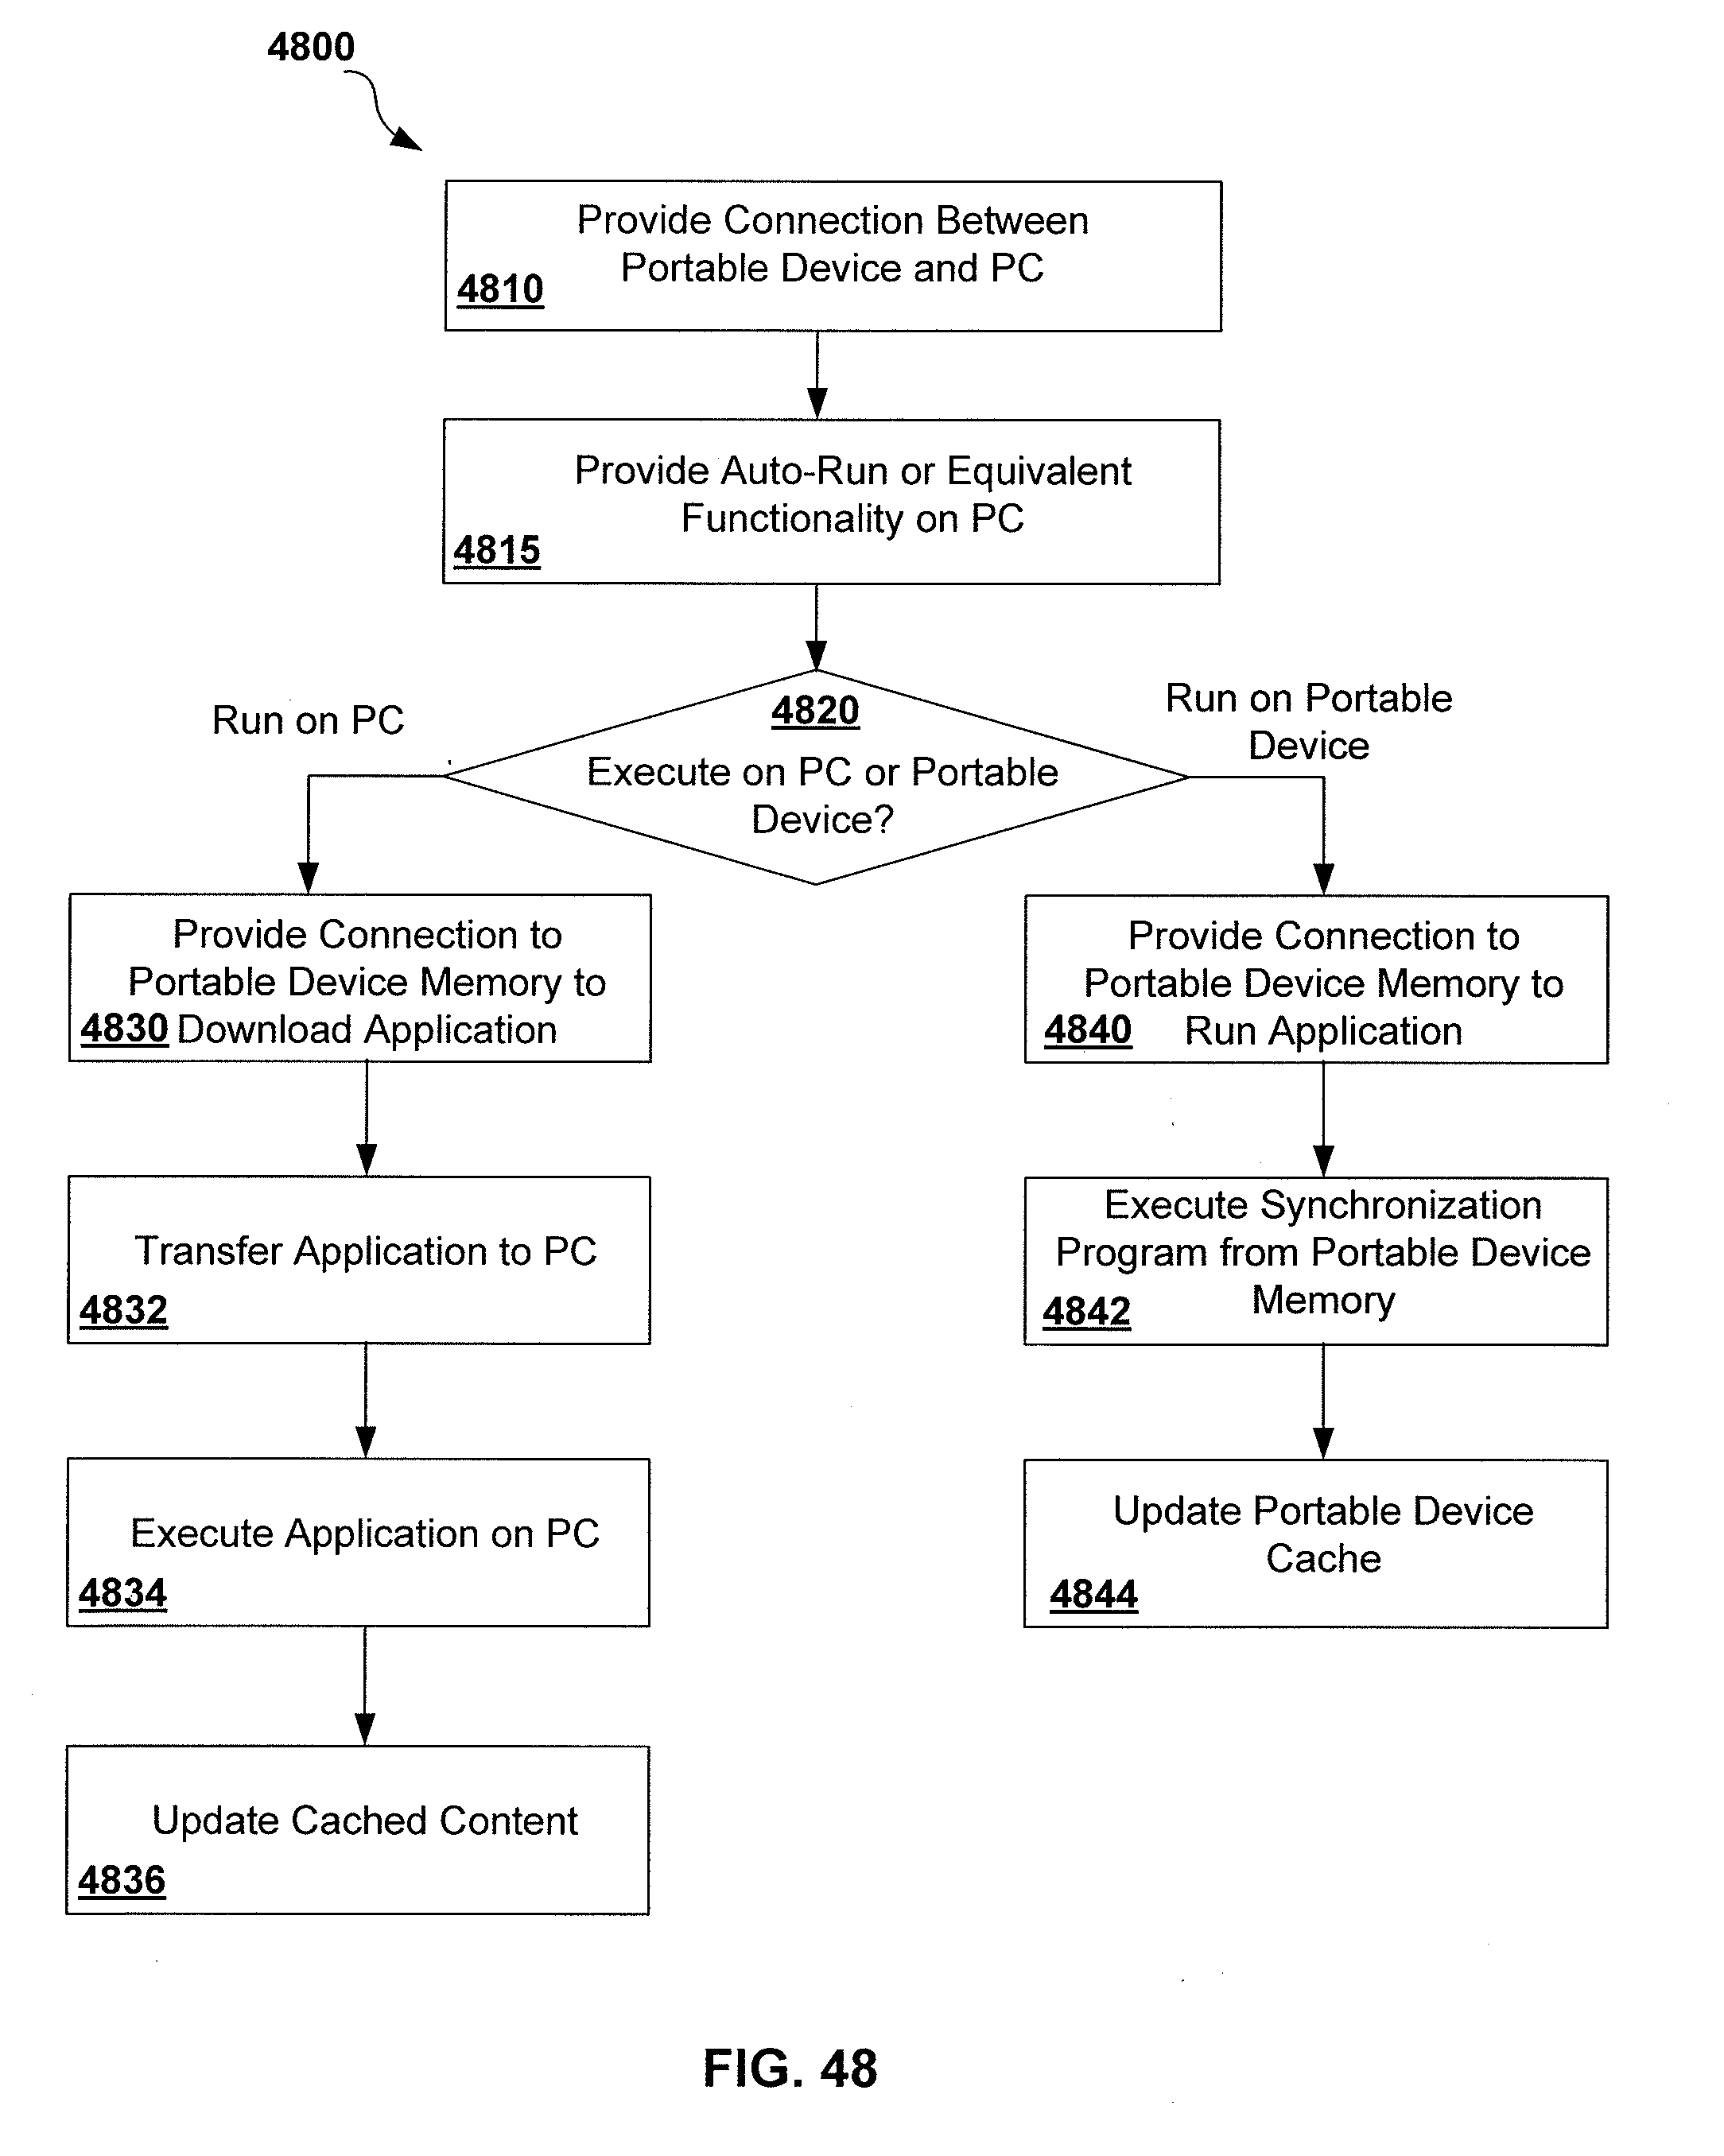 4800
Provide Connection Between
Portable Device and PC
4810
Provide Auto-Run or Equivalent
Functionality on PC
4815
4820
Execute on PC or Portable
Device?
Run on PC
Run on Portable
Device
Provide Connection to
Portable Device Memory to
4830 Download Application
Provide Connection to
Portable Device Memory to
4840 Run Application
Transfer Application to PC
4832
Execute Synchronization
Program from Portable Device
Memory
4842
Execute Application on PC
4834
Update Portable Device
Cache
4844
Update Cached Content
4836
FIG. 48